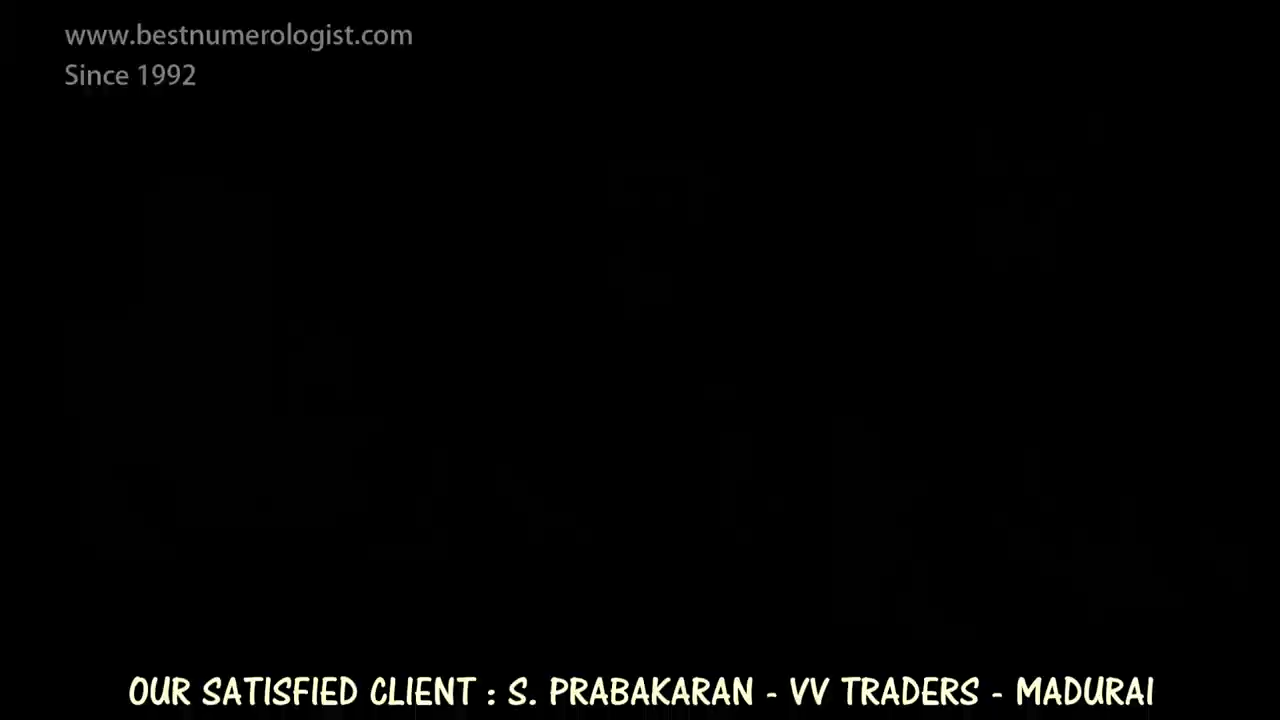 www.bestnumerologist.com
Since 1992
OUR SATISFIED CLIENT : S. PRABAKARAN - VV TRADERS - MADURAI